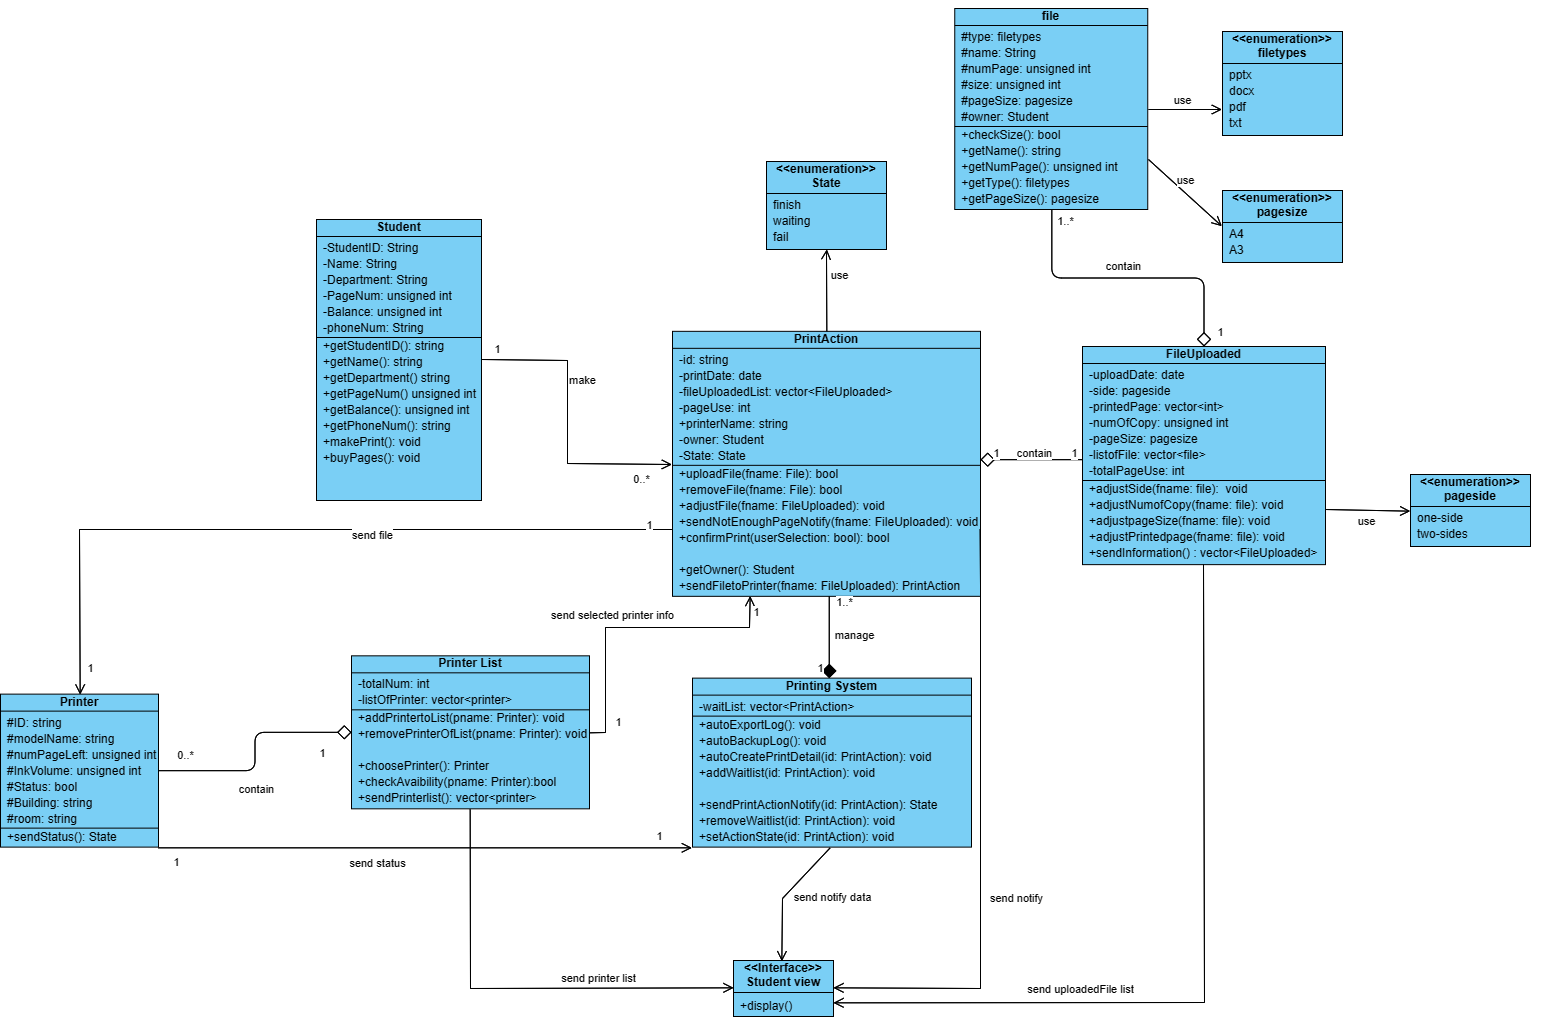 file
#type: filetypes
#name: String
#numPage: unsigned int
#size: unsigned int
#pageSize: pagesize
#owner: Student
+checkSize(): bool
+getName(): string
+getNumPage(): unsigned int
+getType(): filetypes
+getPageSize(): pagesize
<<enumeration>>
filetypes
pptx
docx
pdf
txt
use
use
<<enumeration>>
pagesize
A4
A3
1..*
contain
1
<<enumeration>>
State
finish
waiting
fail
use
Student
-StudentID: String
-Name: String
-Department: String
-PageNum: unsigned int
-Balance: unsigned int
-phoneNum: String
+getStudentID(): string
+getName(): string
+getDepartment() string
+getPageNum() unsigned int
+getBalance(): unsigned int
+getPhoneNum(): string
+makePrint(): void
+buyPages(): void
1
make
0..*
PrintAction
-id: string
-printDate: date
-fileUploadedList: vector<FileUploaded>
-pageUse: int
+printerName: string
-owner: Student
-State: State
+uploadFile(fname: File): bool
+removeFile(fname: File): bool
+adjustFile(fname: FileUploaded): void
+sendNotEnoughPageNotify(fname: FileUploaded): void
+confirmPrint(userSelection: bool): bool
+getOwner(): Student
+sendFiletoPrinter(fname: FileUploaded): PrintAction
1
contain
1
FileUploaded
-uploadDate: date
-side: pageside
-printedPage: vector<int>
-numOfCopy: unsigned int
-pageSize: pagesize
-listofFile: vector<file>
-totalPageUse: int
+adjustSide(fname: file):  void
+adjustNumofCopy(fname: file): void
+adjustpageSize(fname: file): void
+adjustPrintedpage(fname: file): void
+sendInformation() : vector<FileUploaded>
use
<<enumeration>>
pageside
one-side
two-sides
1
send file
1
send selected printer info
1
1
1..*
manage
1
Printer
#ID: string
#modelName: string
#numPageLeft: unsigned int
#InkVolume: unsigned int
#Status: bool
#Building: string
#room: string
+sendStatus(): State
0..*
contain
1
Printer List
-totalNum: int
-listOfPrinter: vector<printer>
+addPrintertoList(pname: Printer): void
+removePrinterOfList(pname: Printer): void
+choosePrinter(): Printer
+checkAvaibility(pname: Printer):bool
+sendPrinterlist(): vector<printer>
Printing System
-waitList: vector<PrintAction>
+autoExportLog(): void
+autoBackupLog(): void
+autoCreatePrintDetail(id: PrintAction): void
+addWaitlist(id: PrintAction): void
+sendPrintActionNotify(id: PrintAction): State
+removeWaitlist(id: PrintAction): void
+setActionState(id: PrintAction): void
1
send status
1
send notify data
send notify
send printer list
send uploadedFile list
<<Interface>>
Student view
+display()